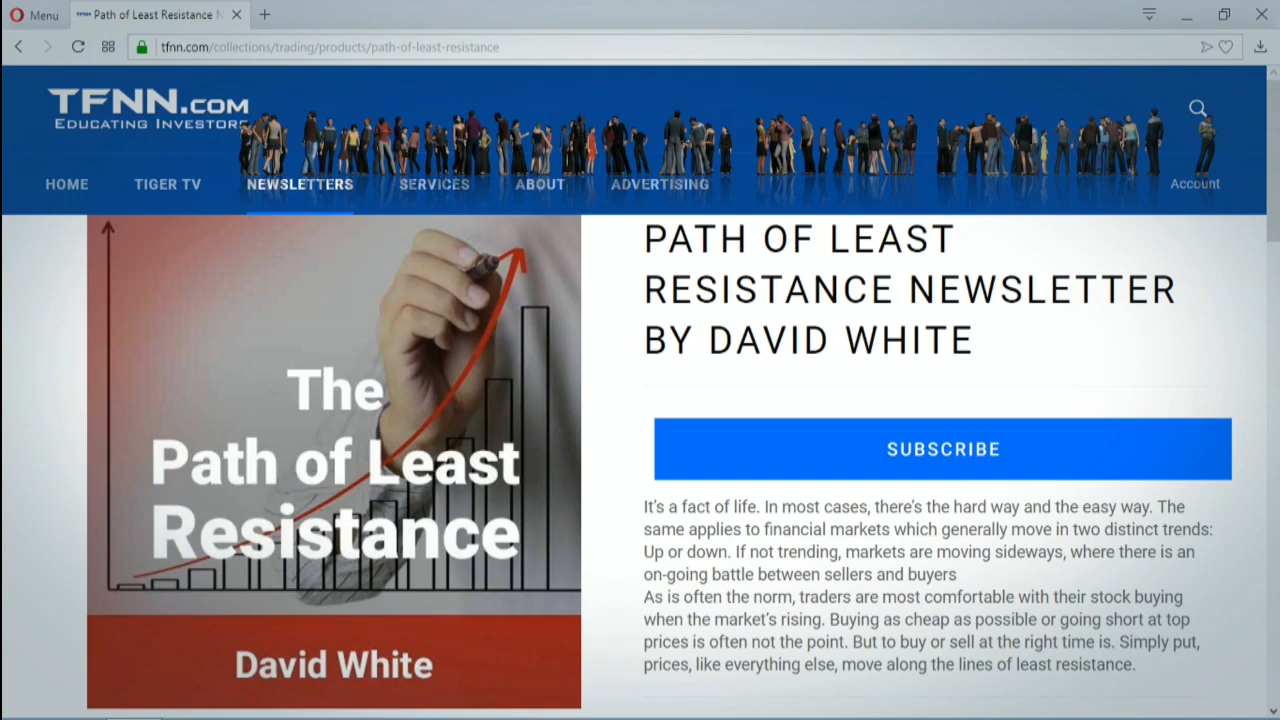 Menu
Path of Least Resistance N
tfnn.com/collections/trading/products/path-of-least-resistance
TFNN.COM
EDUCATING INVESTORS
HOME
TIGER TV
NEWSLETTERS
SERVICES
ABOUT
ADVERTISING
Account
The
Path of Least
Resistance
David White
PATH OF LEAST
RESISTANCE NEWSLETTER
BY DAVID WHITE
SUBSCRIBE
It's a fact of life. In most cases, there's the hard way and the easy way. The
same applies to financial markets which generally move in two distinct trends:
Up or down. If not trending, markets are moving sideways, where there is an
on-going battle between sellers and buyers
As is often the norm, traders are most comfortable with their stock buying
when the market's rising. Buying as cheap as possible or going short at top
prices is often not the point. But to buy or sell at the right time is. Simply put,
prices, like everything else, move along the lines of least resistance.